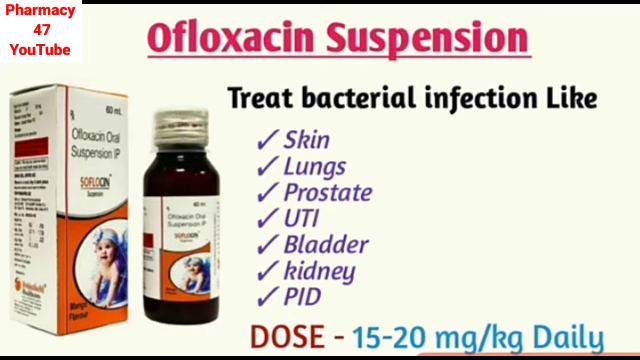 Pharmacy
47
YouTube
Ofloxacin Suspension
Treat bacterial infection Like
✓ Skin
✓ Lungs
✓ Prostate
✓ UTI
✓ Bladder
✓ kidney
✓ PID
DOSE - 15-20 mg/kg Daily
60 mL
Ofloxacin Oral
Suspension IP
SOFLOCIN
Suspension
Mango
Flavour
60 mL
Ofloxacin Oral
Suspension IP
SOFLOCIN